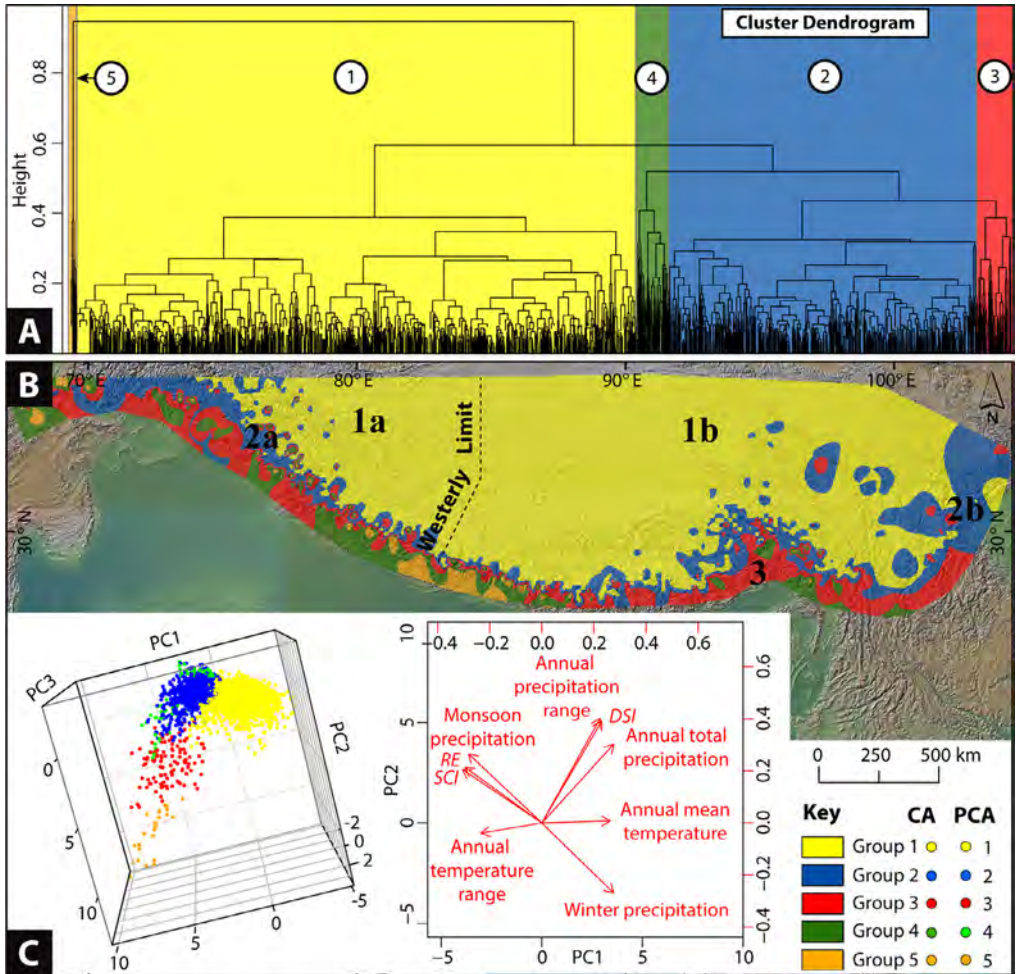 Cluster Dendrogram
5
1
4
2
3
Height
0.8
0.6
0.4
0.2
A
B
70°E
80°E
90°E
100°E
N
1a
1b
2a
2b
3
Westerly Limit
30°N
30°N
0 250 500 km
C
PC1
PC3
PC2
0
5
10
10
5
0
-5
-2
0
2
-0.4 -0.2 0.0 0.2 0.4 0.6
10
5
0
-5
PC2
0.6
0.4
0.2
0.0
-0.2
-0.4
Annual
precipitation
range
DSI
Monsoon
precipitation
Annual total
precipitation
RE
SCI
Annual mean
temperature
Annual
temperature
range
Winter precipitation
-5 0 PC1 5 10
Key CA PCA
Group 1 1
Group 2 2
Group 3 3
Group 4 4
Group 5 5